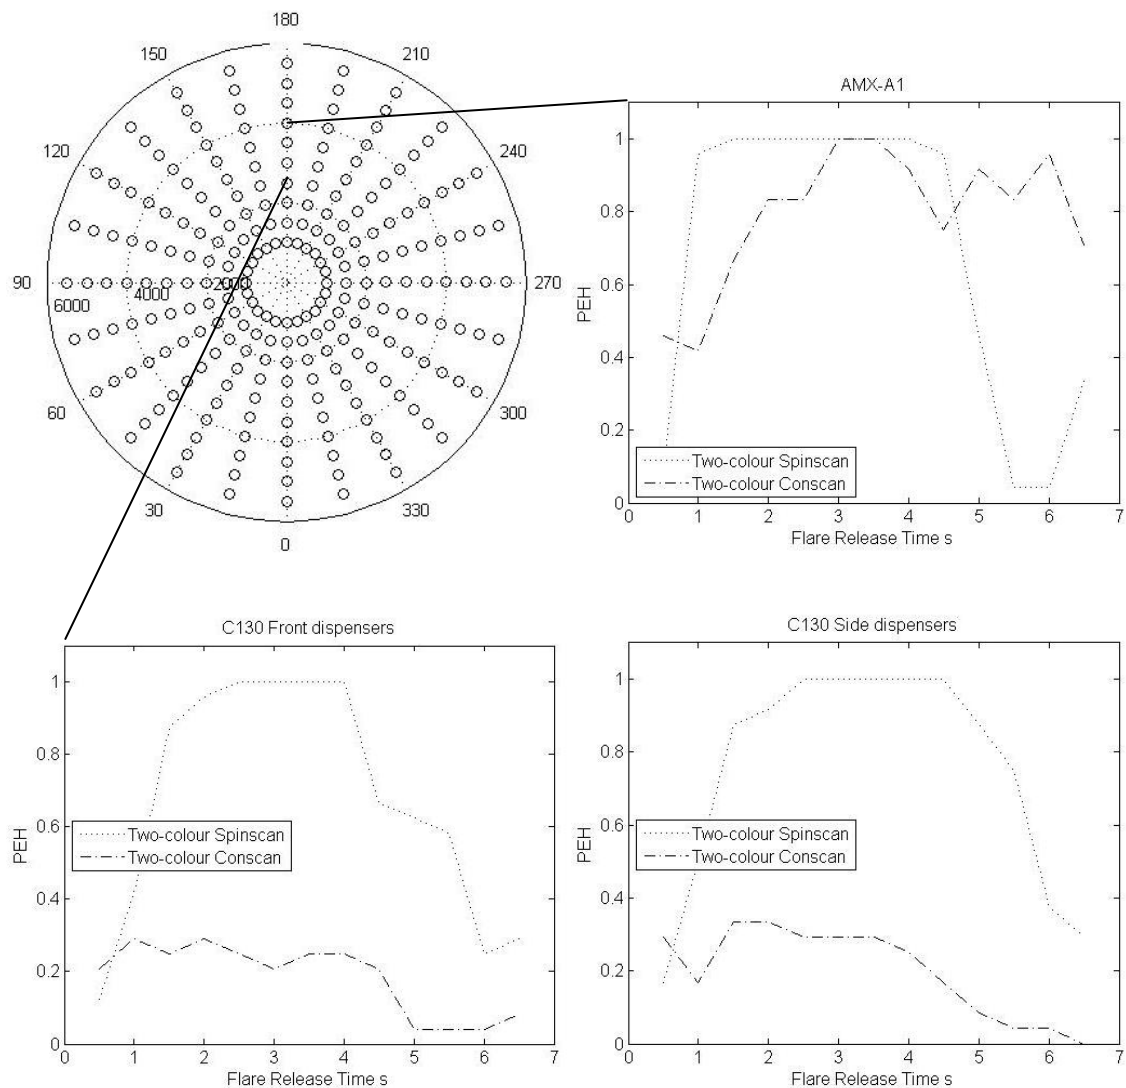 180
150
210
120
240
90
6000
4000
2000
270
60
300
30
330
0
AMX-A1
PEH
1
0.8
0.6
0.4
0.2
0
Two-colour Spinscan
Two-colour Conscan
0 1 2 3 4 5 6 7
Flare Release Time s
C130 Front dispensers
PEH
1
0.8
0.6
0.4
0.2
0
Two-colour Spinscan
Two-colour Conscan
0 1 2 3 4 5 6 7
Flare Release Time s
C130 Side dispensers
PEH
1
0.8
0.6
0.4
0.2
0
Two-colour Spinscan
Two-colour Conscan
0 1 2 3 4 5 6 7
Flare Release Time s